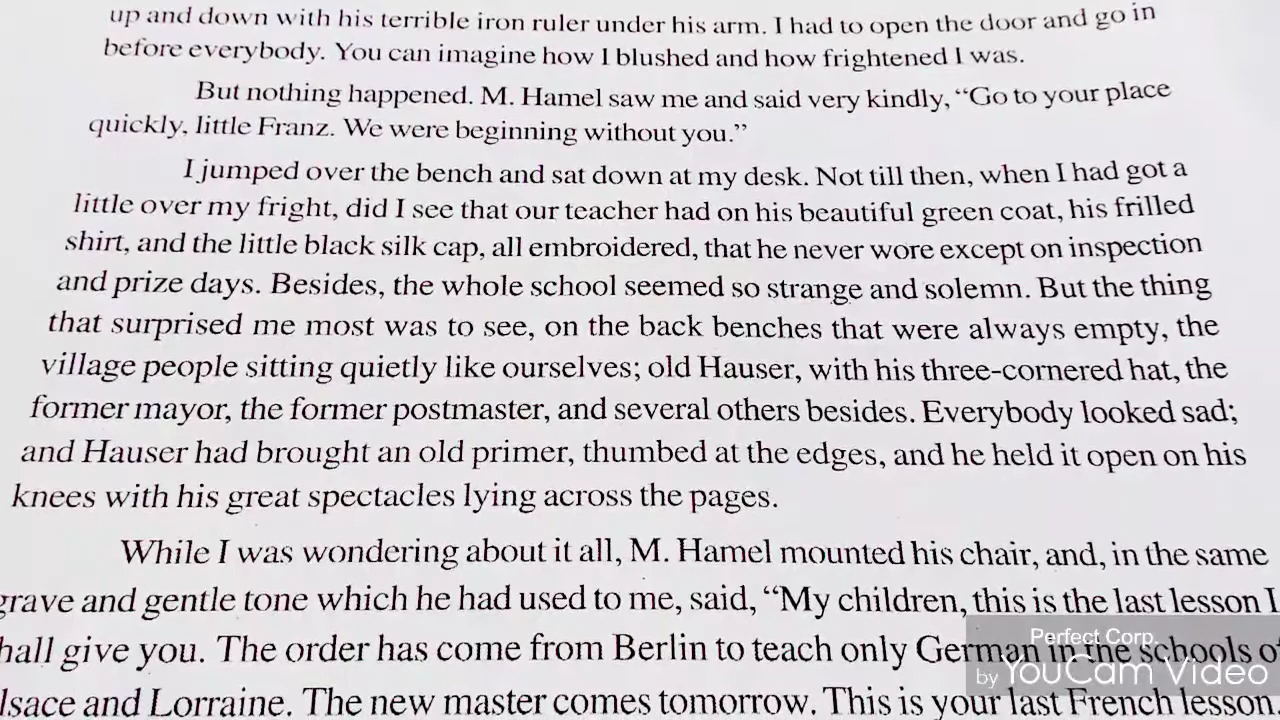 up and down with his terrible iron ruler under his arm. I had to open the door and go in
before everybody. You can imagine how I blushed and how frightened I was.
But nothing happened. M. Hamel saw me and said very kindly, “Go to your place
quickly, little Franz. We were beginning without you.”
I jumped over the bench and sat down at my desk. Not till then, when I had got a
little over my fright, did I see that our teacher had on his beautiful green coat, his frilled
shirt, and the little black silk cap, all embroidered, that he never wore except on inspection
and prize days. Besides, the whole school seemed so strange and solemn. But the thing
that surprised me most was to see, on the back benches that were always empty, the
village people sitting quietly like ourselves; old Hauser, with his three-cornered hat, the
former mayor, the former postmaster, and several others besides. Everybody looked sad;
and Hauser had brought an old primer, thumbed at the edges, and he held it open on his
knees with his great spectacles lying across the pages.
While I was wondering about it all, M. Hamel mounted his chair, and, in the same
grave and gentle tone which he had used to me, said, “My children, this is the last lesson I
hall give you. The order has come from Berlin to teach only German in the schools of
lsace and Lorraine. The new master comes tomorrow. This is your last French lesson.
Perfect Corp.
by YouCam Video